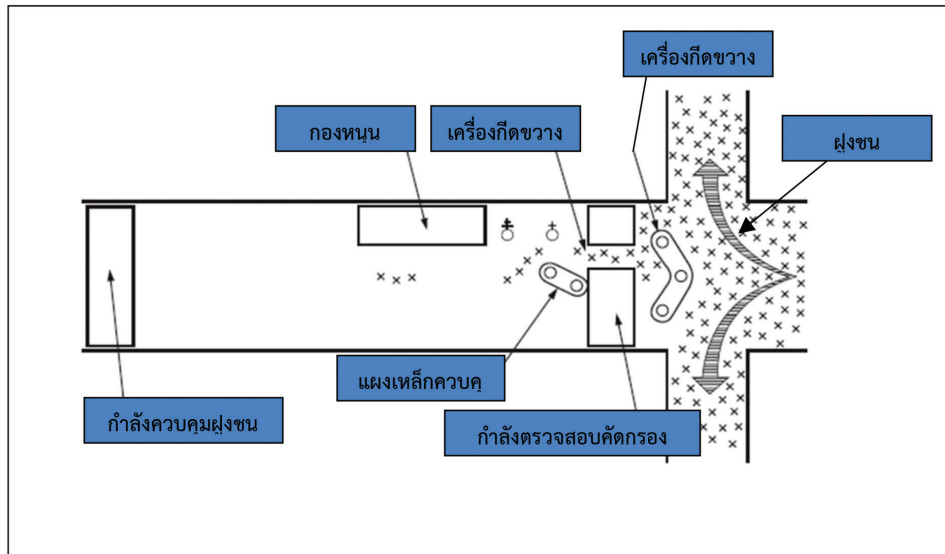 เครื่องกีดขวาง
กองหนุน
เครื่องกีดขวาง
ฝูงชน
แผงเหล็กควบคุ
กำลังควบคุมฝูงชน
กำลังตรวจสอบคัดกรอง